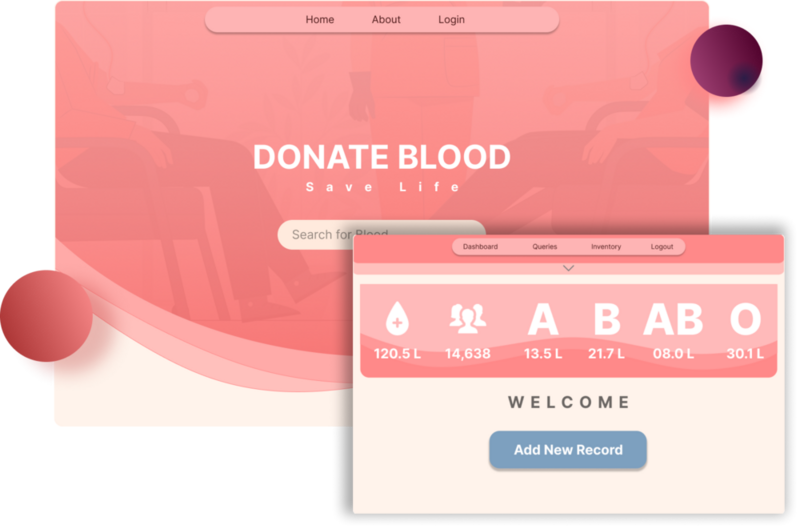 Home About Login
DONATE BLOOD
Save Life
Search for Blood
Dashboard Queries Inventory Logout
A B AB O
120.5 L 14,638 13.5 L 21.7 L 08.0 L 30.1 L
WELCOME
Add New Record